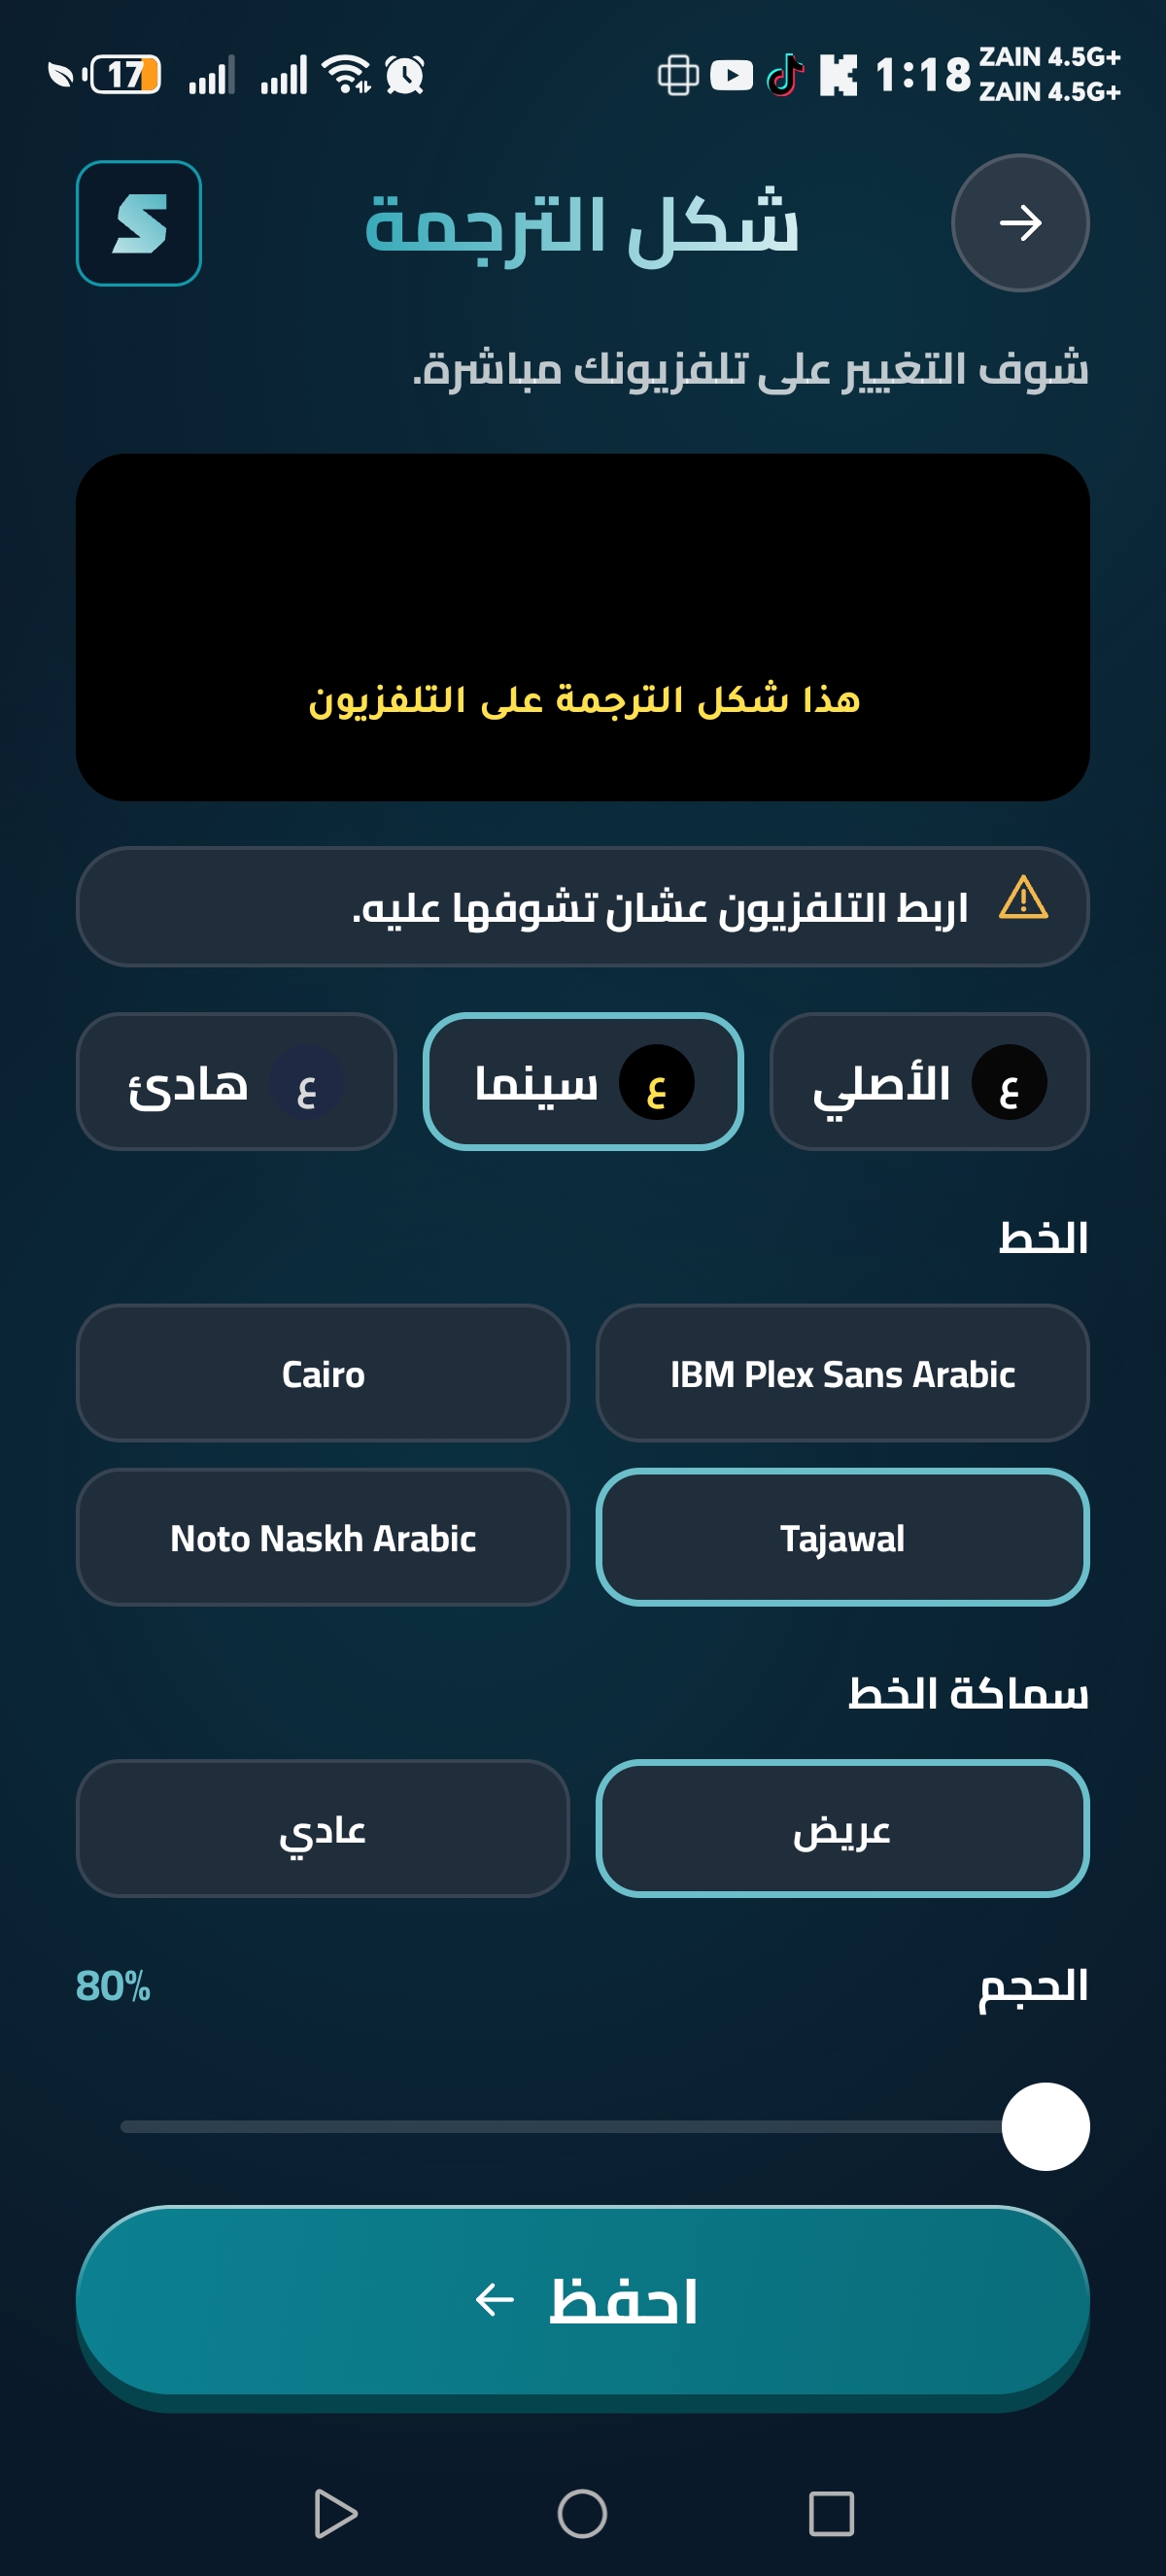 17
1:18
ZAIN 4.5G+
ZAIN 4.5G+
شكل الترجمة
شوف التغيير على تلفزيونك مباشرة.
هذا شكل الترجمة على التلفزيون
اربط التلفزيون عشان تشوفها عليه.
ع الأصلي
ع سينما
ع هادئ
الخط
IBM Plex Sans Arabic
Cairo
Tajawal
Noto Naskh Arabic
سماكة الخط
عريض
عادي
الحجم
80%
احفظ